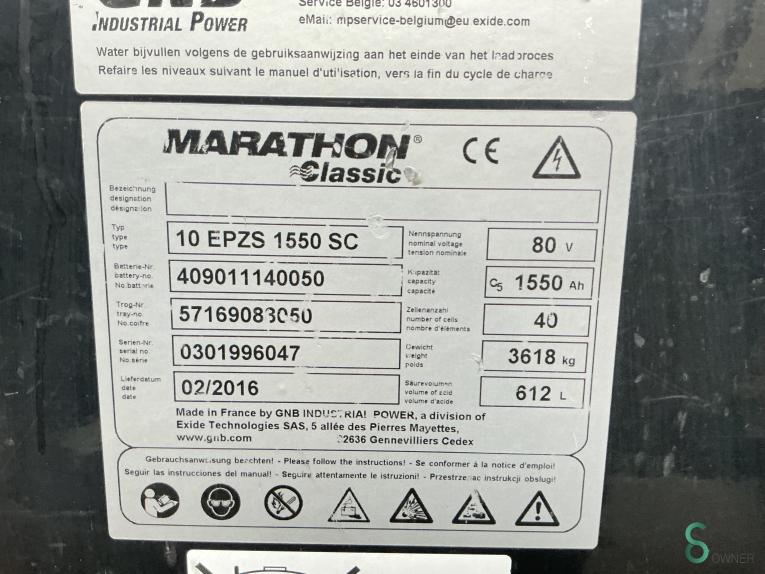 GNB
INDUSTRIAL POWER
Service België: 03 4601300
eMail: mpservice-belgium@eu.exide.com
Water bijvullen volgens de gebruiksaanwijzing aan het einde van het laadproces
Refaire les niveaux suivant le manuel d'utilisation, vers la fin du cycle de charge
MARATHON®
Classic
CE
Bezeichnung
designation
désignation
Typ
type
type
10 EPZS 1550 SC
Nennspannung
nominal voltage
tension nominale
80 V
Batterie-Nr.
battery-no.
No.batterie
409011140050
Kapazität
capacity
capacité
C5 1550 Ah
Trog-Nr.
tray-no.
No.coffre
57169083050
Zellenanzahl
number of cells
nombre d'éléments
40
Serien-Nr.
serial no.
No.série
0301996047
Gewicht
weight
poids
3618 kg
Lieferdatum
date
date
02/2016
Säurevolumen
volume of acid
volume d'acide
612 L
Made in France by GNB INDUSTRIAL POWER, a division of
Exide Technologies SAS, 5 allée des Pierres Mayettes,
www.gnb.com 92636 Gennevilliers Cedex
Gebrauchsanweisung beachten! - Please follow the instructions! - Se conformer à la notice d'emploi!
Seguir las instrucciones del manual! - Seguire attentamente le istruzioni! - Przestrzegac instrukcji obslugi!
OWNER